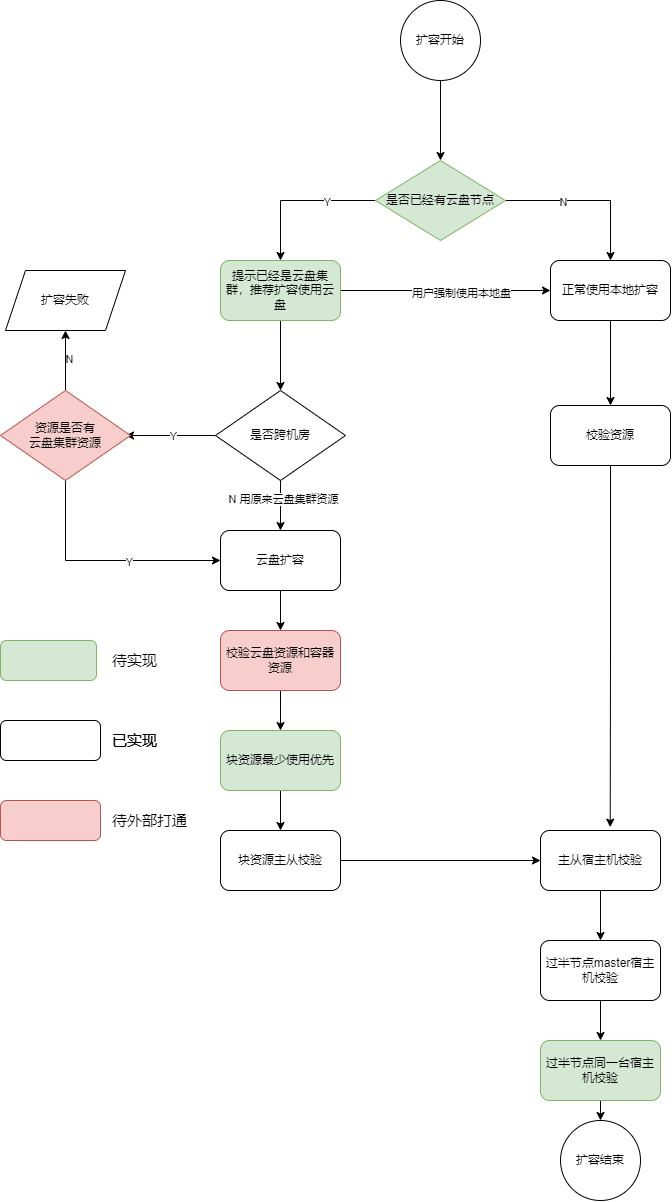 扩容开始
是否已经有云盘节点
Y
N
提示已经是云盘集
群，推荐扩容使用云
盘
用户强制使用本地盘
正常使用本地扩容
扩容失败
N
资源是否有
云盘集群资源
Y
是否跨机房
校验资源
N 用原来云盘集群资源
Y
云盘扩容
校验云盘资源和容器
资源
待实现
已实现
块资源最少使用优先
待外部打通
块资源主从校验
主从宿主机校验
过半节点master宿主
机校验
过半节点同一台宿主
机校验
扩容结束